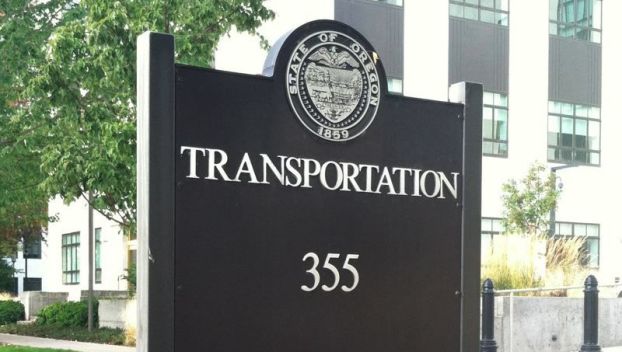 STATE OF OREGON
1859
TRANSPORTATION
355